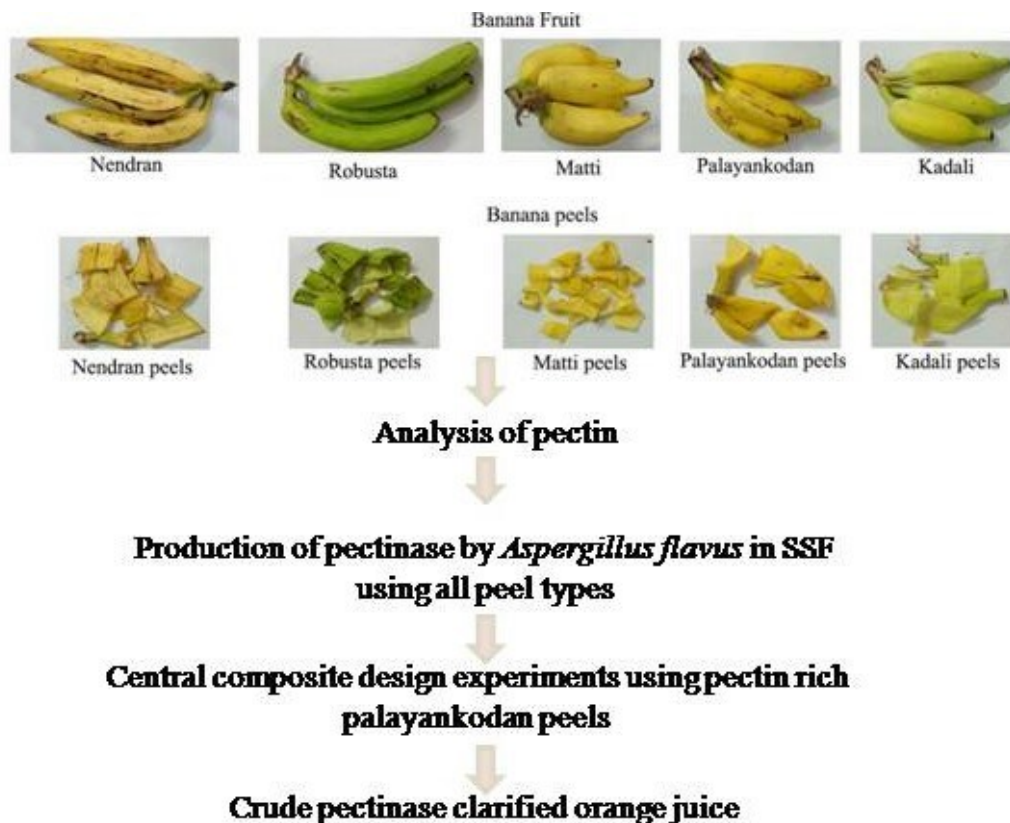 Banana Fruit
Nendran
Robusta
Matti
Palayankodan
Kadali
Banana peels
Nendran peels
Robusta peels
Matti peels
Palayankodan peels
Kadali peels
Analysis of pectin
Production of pectinase by Aspergillus flavus in SSF
using all peel types
Central composite design experiments using pectin rich
palayankodan peels
Crude pectinase clarified orange juice